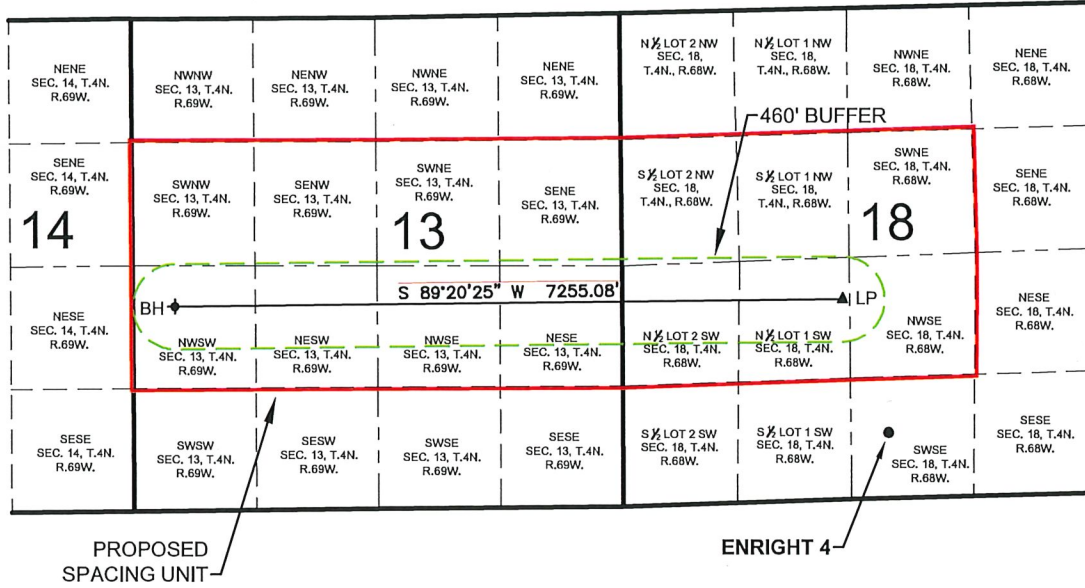 NENE
SEC. 14, T.4N.
R.69W.
NWNW
SEC. 13, T.4N.
R.69W.
NENW
SEC. 13, T.4N.
R.69W.
NWNE
SEC. 13, T.4N.
R.69W.
NENE
SEC. 13, T.4N.
R.69W.
N ½ LOT 2 NW
SEC. 18,
T.4N., R.68W.
N ½ LOT 1 NW
SEC. 18,
T.4N., R.68W.
NWNE
SEC. 18, T.4N.
R.68W.
NENE
SEC. 18, T.4N.
R.68W.
460' BUFFER
SENE
SEC. 14, T.4N.
R.69W.
14
SWNW
SEC. 13, T.4N.
R.69W.
SENW
SEC. 13, T.4N.
R.69W.
SWNE
SEC. 13, T.4N.
R.69W.
13
SENE
SEC. 13, T.4N.
R.69W.
S ½ LOT 2 NW
SEC. 18,
T.4N., R.68W.
S ½ LOT 1 NW
SEC. 18,
T.4N., R.68W.
SWNE
SEC. 18, T.4N.
R.68W.
18
SENE
SEC. 18, T.4N.
R.68W.
S 89°20'25" W 7255.08'
BH
LP
NESE
SEC. 14, T.4N.
R.69W.
NWSW
SEC. 13, T.4N.
R.69W.
NESW
SEC. 13, T.4N.
R.69W.
NWSE
SEC. 13, T.4N.
R.69W.
NESE
SEC. 13, T.4N.
R.69W.
N ½ LOT 2 SW
SEC. 18, T.4N.
R.68W.
N ½ LOT 1 SW
SEC. 18, T.4N.
R.68W.
NWSE
SEC. 18, T.4N.
R.68W.
NESE
SEC. 18, T.4N.
R.68W.
SESE
SEC. 14, T.4N.
R.69W.
SWSW
SEC. 13, T.4N.
R.69W.
SESW
SEC. 13, T.4N.
R.69W.
SWSE
SEC. 13, T.4N.
R.69W.
SESE
SEC. 13, T.4N.
R.69W.
S ½ LOT 2 SW
SEC. 18, T.4N.
R.68W.
S ½ LOT 1 SW
SEC. 18, T.4N.
R.68W.
SWSE
SEC. 18, T.4N.
R.68W.
SESE
SEC. 18, T.4N.
R.68W.
PROPOSED
SPACING UNIT
ENRIGHT 4